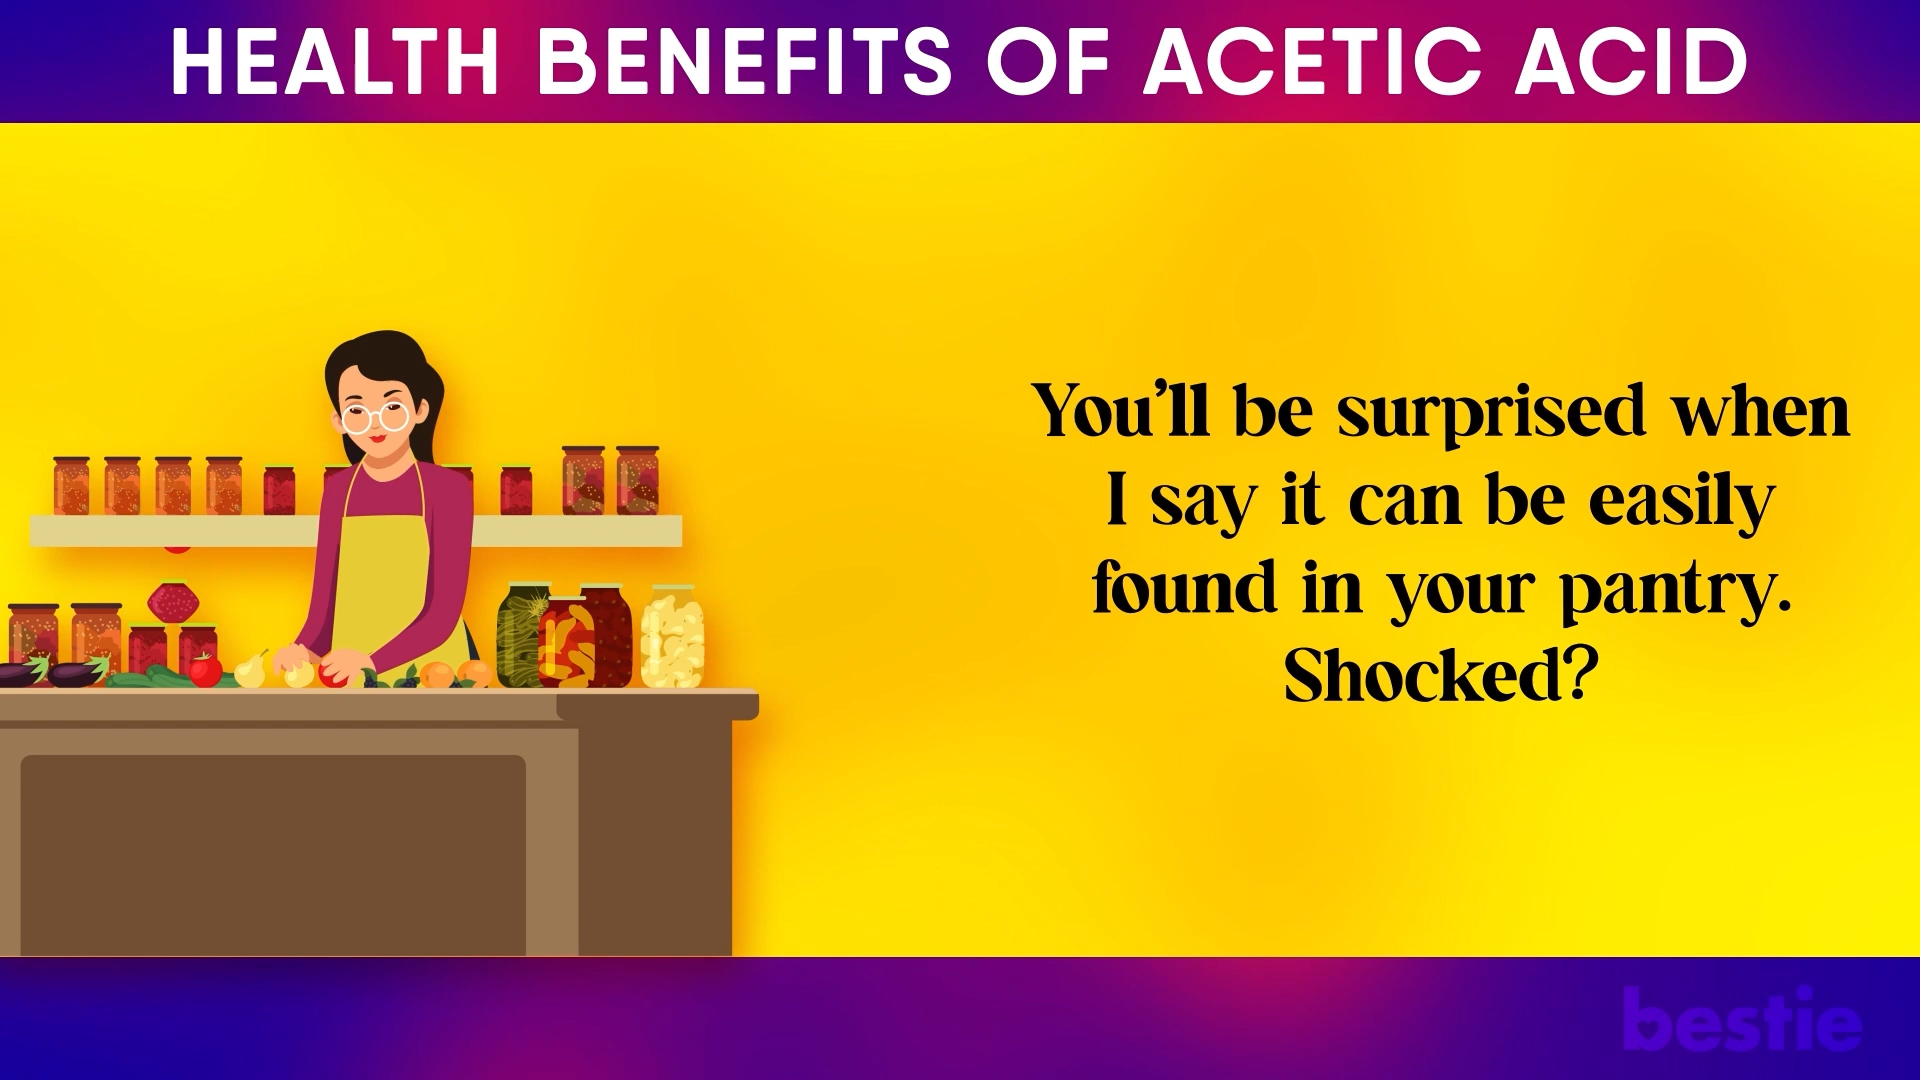 HEALTH BENEFITS OF ACETIC ACID
You'll be surprised when
I say it can be easily
found in your pantry.
Shocked?
bestie